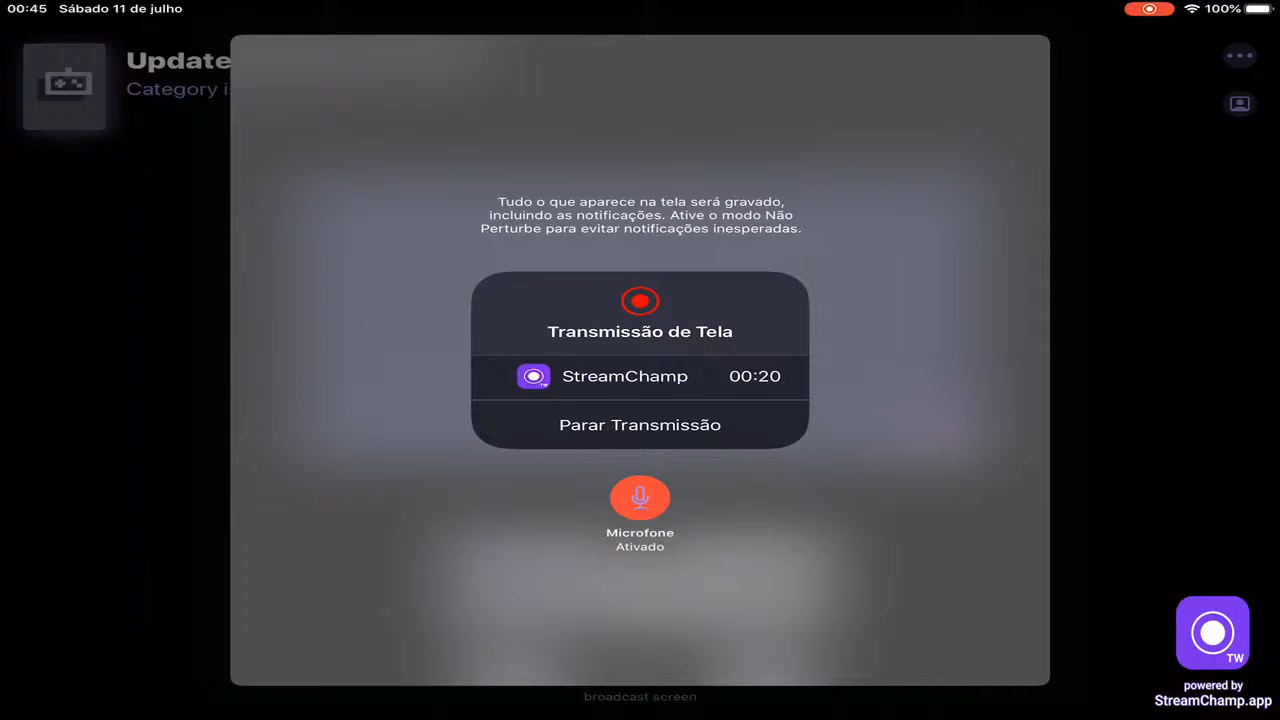 00:45 Sábado 11 de julho
100%
Update
Category i
Tudo o que aparece na tela será gravado,
incluindo as notificações. Ative o modo Não
Perturbe para evitar notificações inesperadas.
Transmissão de Tela
TW
StreamChamp 00:20
Parar Transmissão
Microfone
Ativado
broadcast screen
TW
powered by
StreamChamp.app